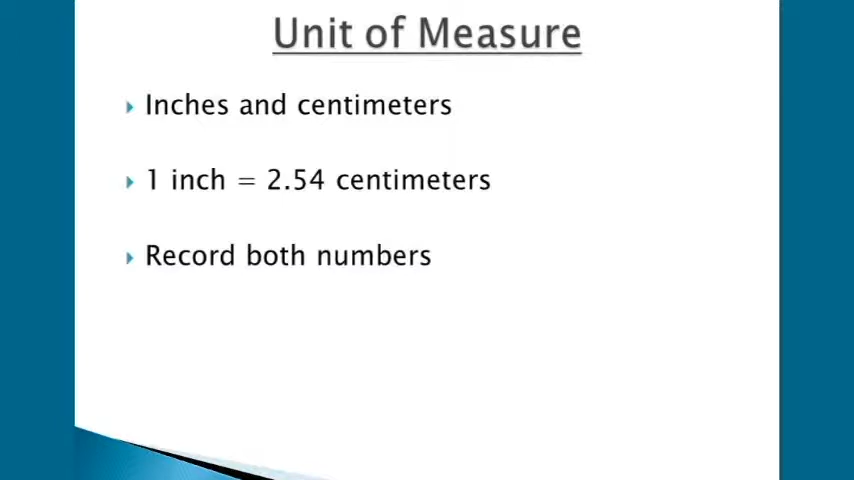 Unit of Measure
Inches and centimeters
1 inch = 2.54 centimeters
Record both numbers